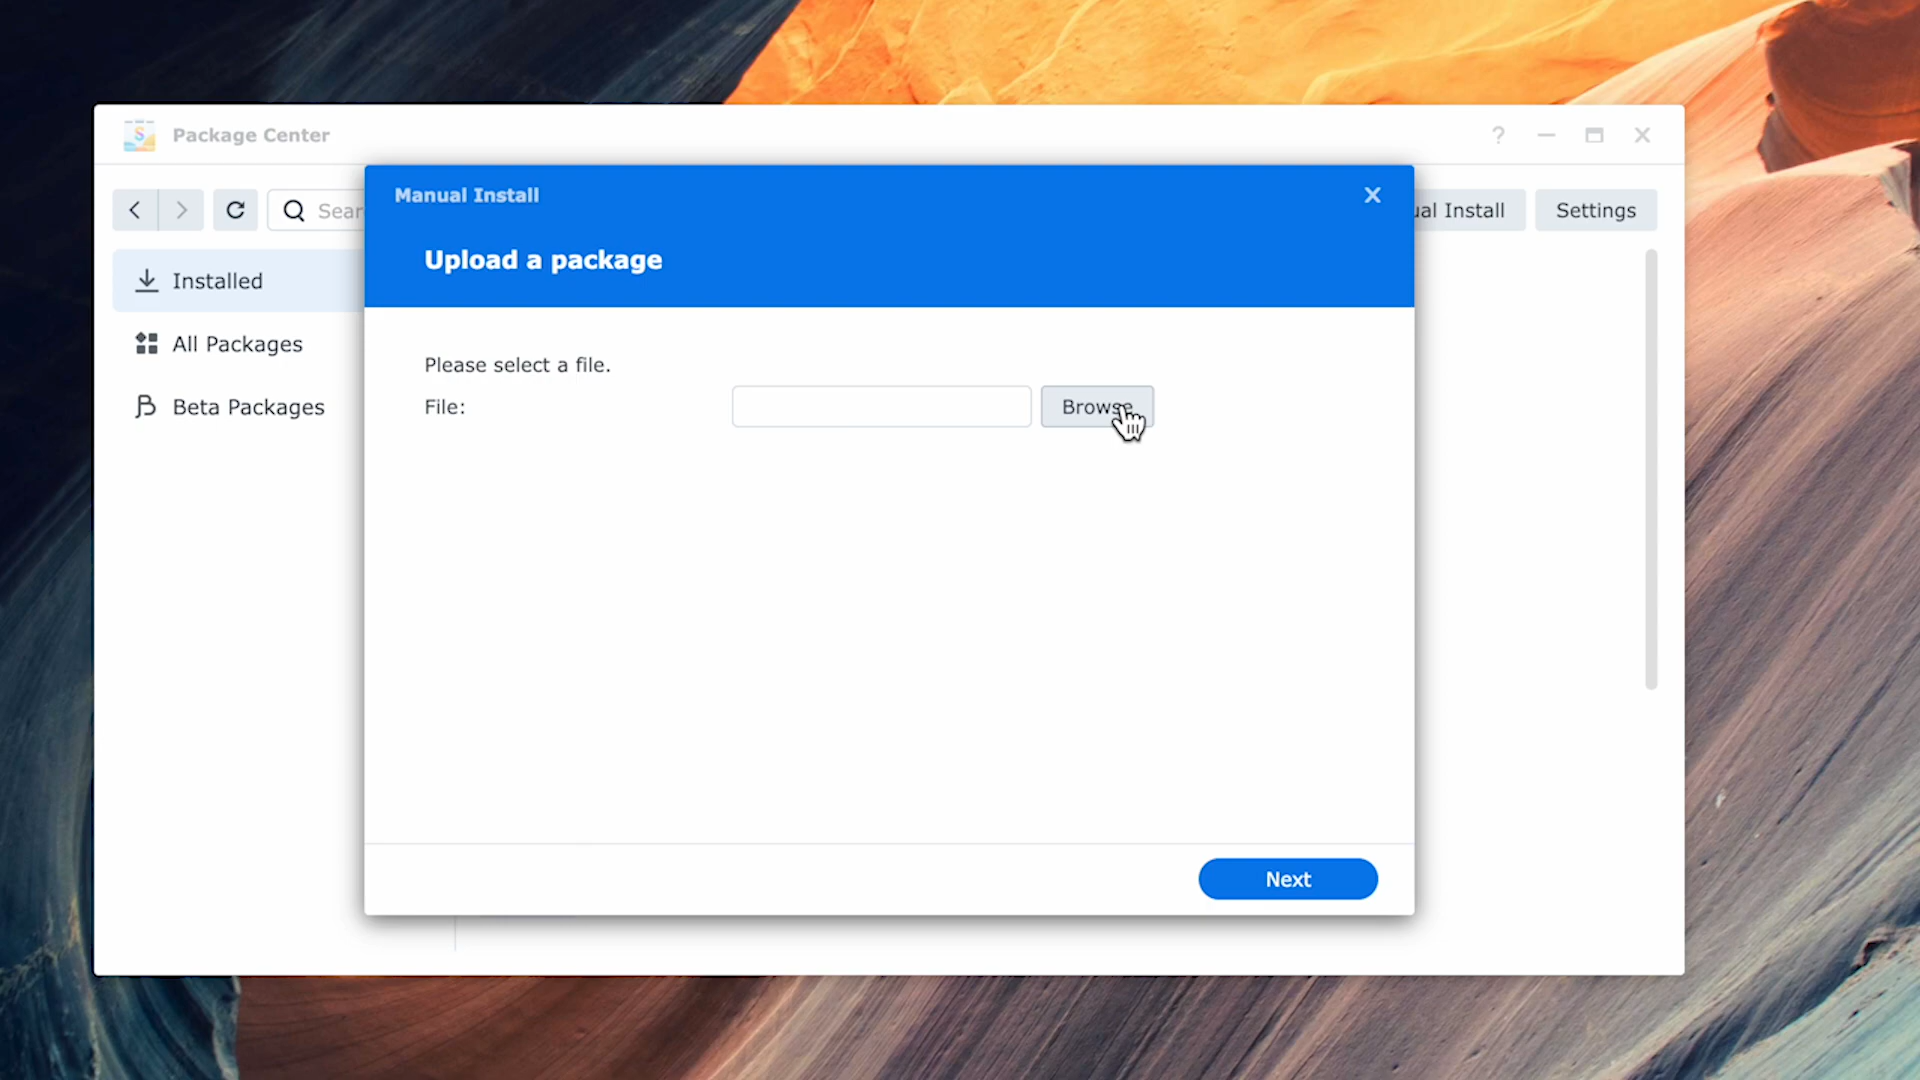 Package Center
?
Sear
ual Install
Settings
Installed
All Packages
Beta Packages
Manual Install
Upload a package
Please select a file.
File:
Browse
Next